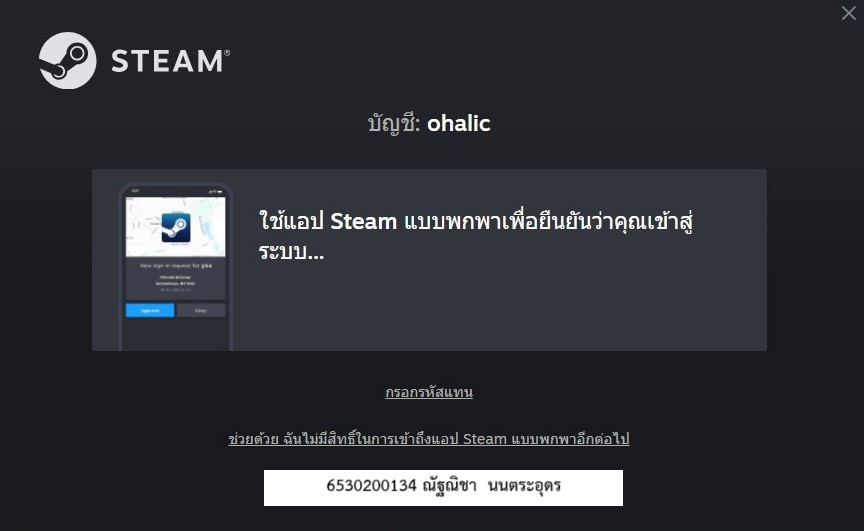 STEAM®
บัญชี: ohalic
New sign in request for you
Approve
Deny
ใช้แอป Steam แบบพกพาเพื่อยืนยันว่าคุณเข้าสู่
ระบบ...
กรอกรหัสแทน
ช่วยด้วย ฉันไม่มีสิทธิ์ในการเข้าถึงแอป Steam แบบพกพาอีกต่อไป
6530200134 ณัฐณิชา นนตระอุดร